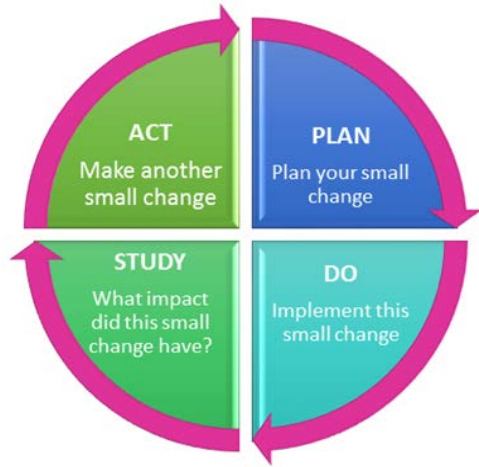 ACT
Make another
small change
PLAN
Plan your small
change
STUDY
What impact
did this small
change have?
DO
Implement this
small change